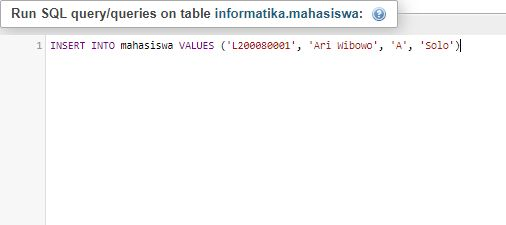 Run SQL query/queries on table informatika.mahasiswa:
1 INSERT INTO mahasiswa VALUES ('L200080001', 'Ari Wibowo', 'A', 'Solo')